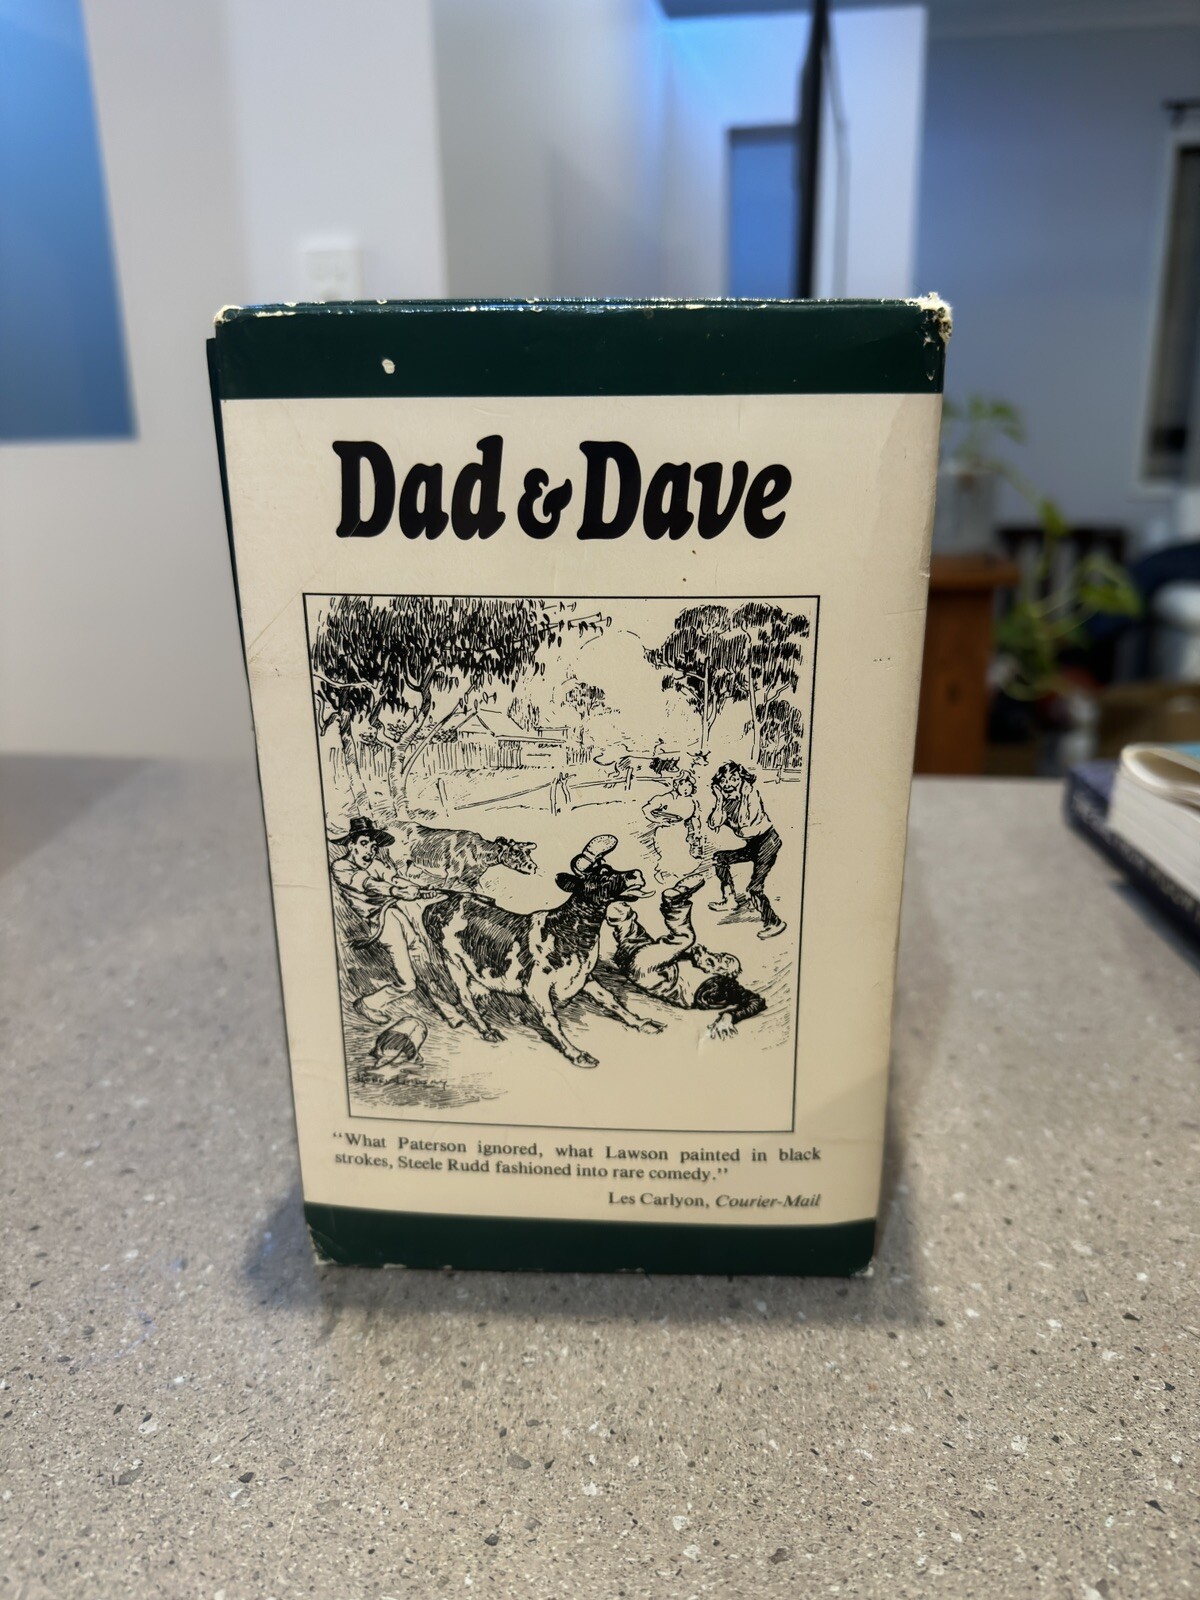 Dad & Dave
“What Paterson ignored, what Lawson painted in black
strokes, Steele Rudd fashioned into rare comedy.”
Les Carlyon, Courier-Mail